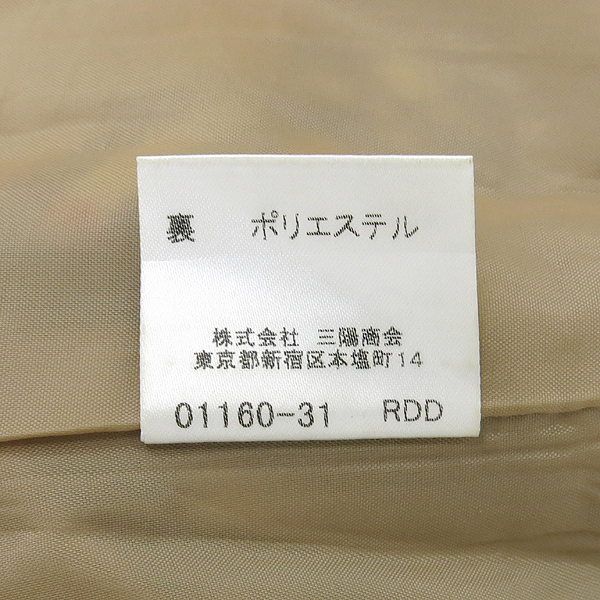 裏 ポリエステル
株式会社 三陽商会
東京都新宿区本塩町14
01160-31 RDD